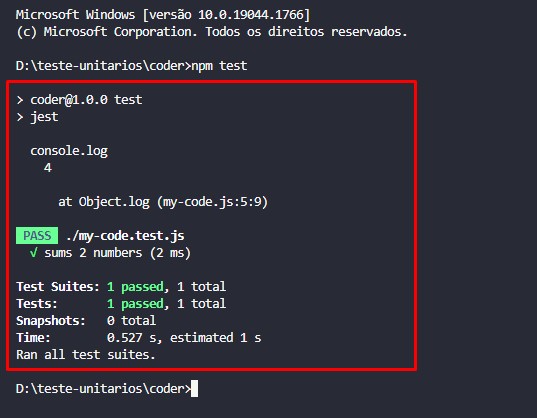 Microsoft Windows [versão 10.0.19044.1766]
(c) Microsoft Corporation. Todos os direitos reservados.
D:\teste-unitarios\coder>npm test
> coder@1.0.0 test
> jest
console.log
4
at Object.log (my-code.js:5:9)
PASS ./my-code.test.js
√ sums 2 numbers (2 ms)
Test Suites: 1 passed, 1 total
Tests: 1 passed, 1 total
Snapshots: 0 total
Time: 0.527 s, estimated 1 s
Ran all test suites.
D:\teste-unitarios\coder>